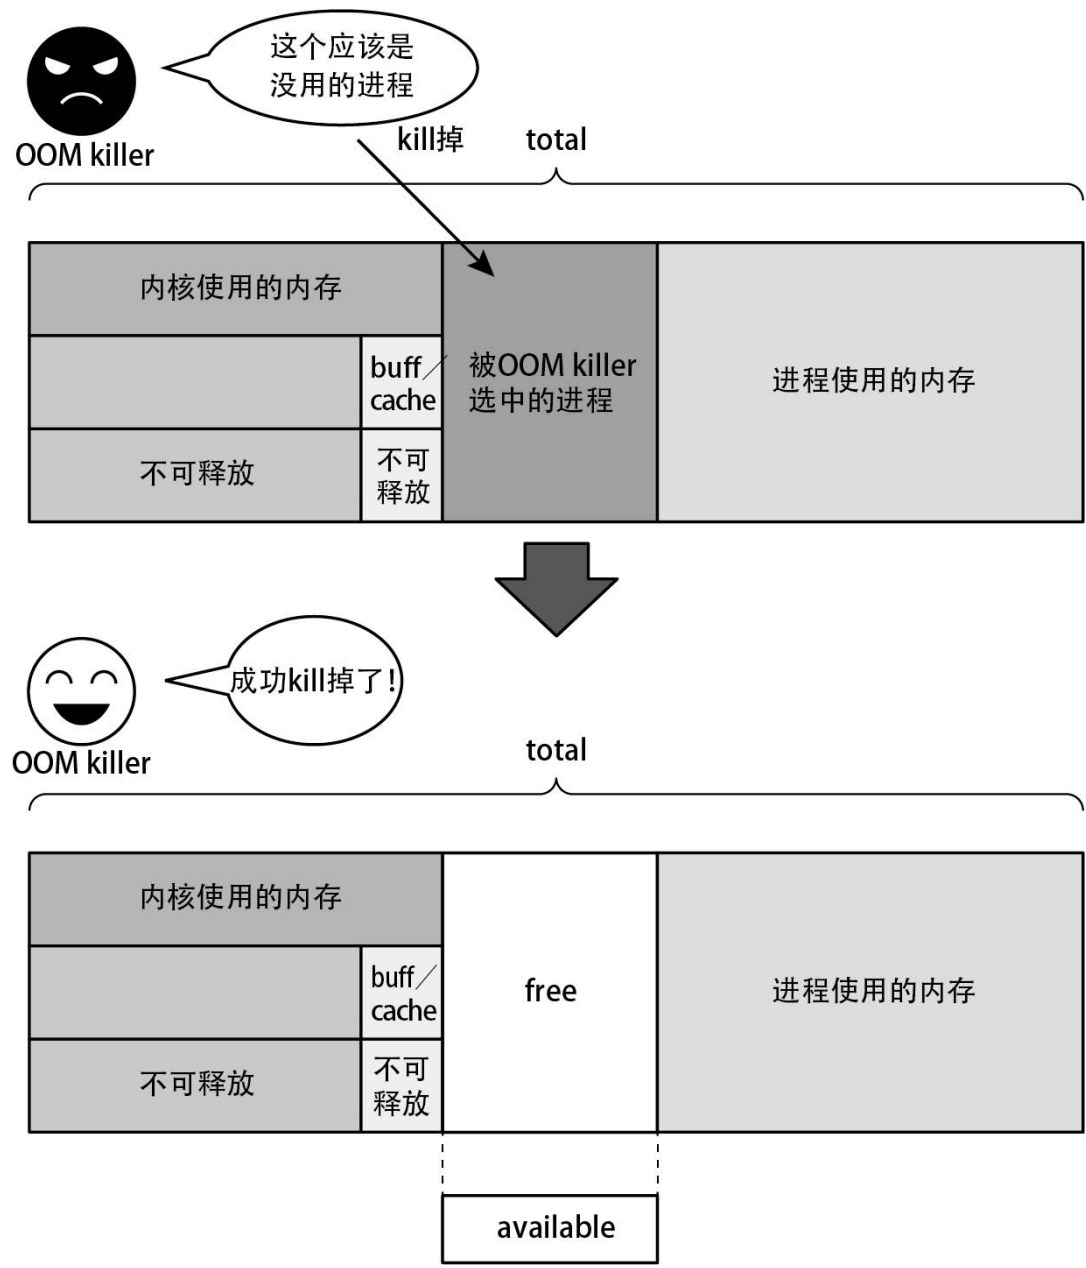 这个应该是
没用的进程
OOM killer
kill掉
total
内核使用的内存
buff／
cache
不可释放
不可
释放
被OOM killer
选中的进程
进程使用的内存
成功kill掉了!
OOM killer
total
内核使用的内存
buff／
cache
不可释放
不可
释放
free
进程使用的内存
available